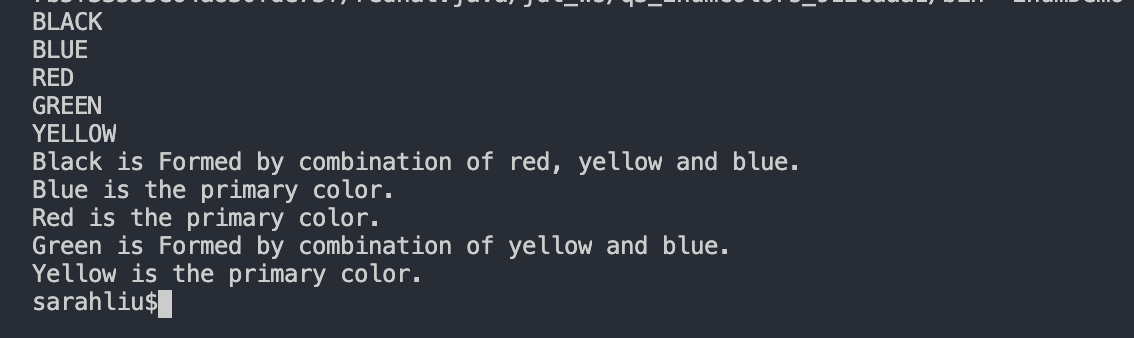 BLACK
BLUE
RED
GREEN
YELLOW
Black is Formed by combination of red, yellow and blue.
Blue is the primary color.
Red is the primary color.
Green is Formed by combination of yellow and blue.
Yellow is the primary color.
sarahliu$